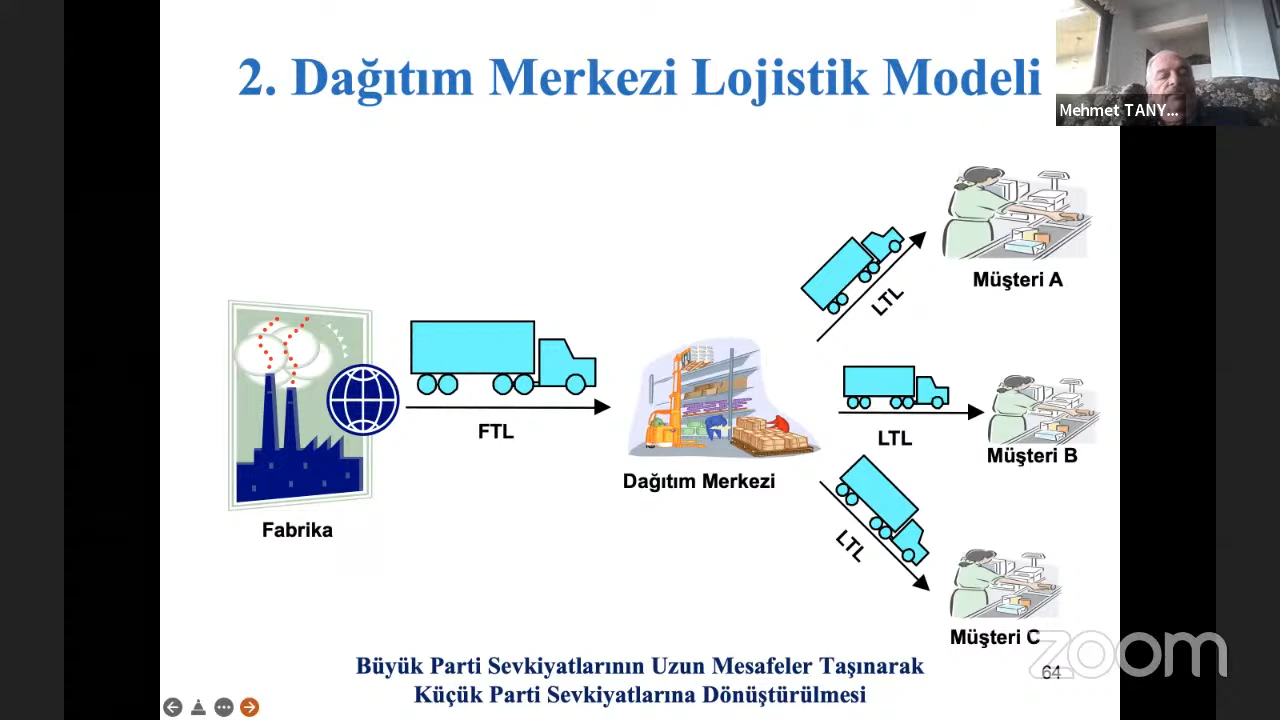 2. Dağıtım Merkezi Lojistik Modeli
Mehmet TANY...
LTL
Müşteri A
FTL
LTL
Müşteri B
Dağıtım Merkezi
Fabrika
LTL
Müşteri C
zoom
Büyük Parti Sevkiyatlarının Uzun Mesafeler Taşınarak
Küçük Parti Sevkiyatlarına Dönüştürülmesi
64